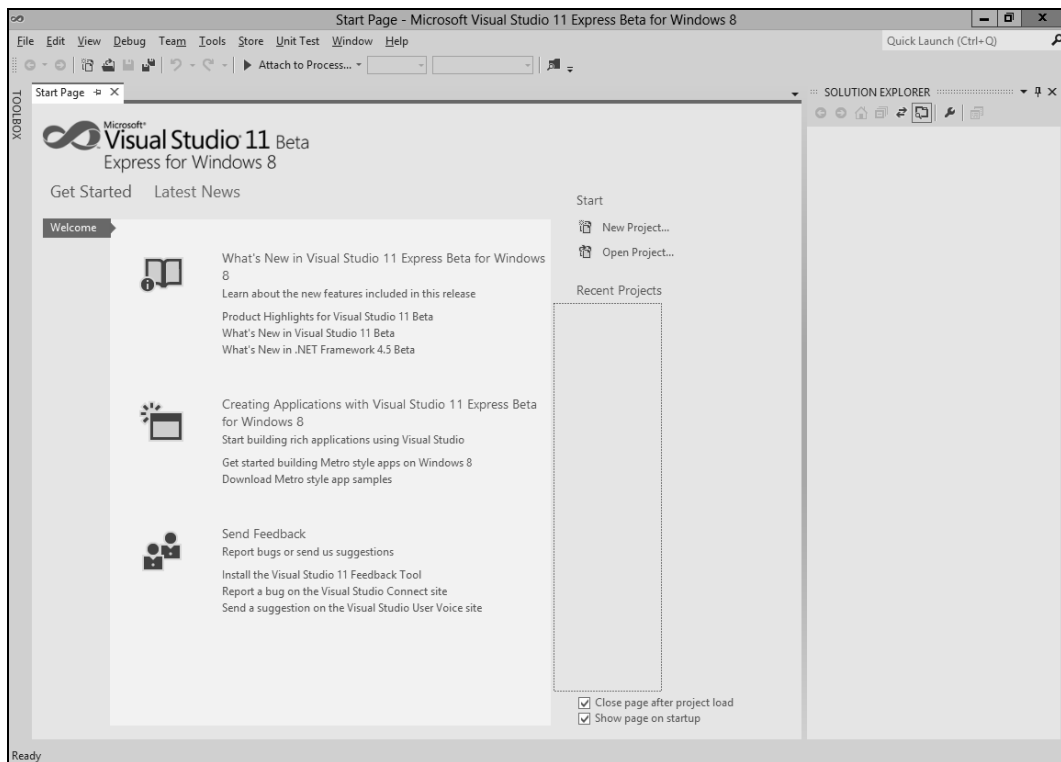 Start Page - Microsoft Visual Studio 11 Express Beta for Windows 8
File Edit View Debug Team Tools Store Unit Test Window Help
Quick Launch (Ctrl+Q)
Attach to Process...
TOOLBOX
Start Page
SOLUTION EXPLORER
Microsoft
Visual Studio 11 Beta
Express for Windows 8
Get Started Latest News
Welcome
What's New in Visual Studio 11 Express Beta for Windows
8
Learn about the new features included in this release
Product Highlights for Visual Studio 11 Beta
What's New in Visual Studio 11 Beta
What's New in .NET Framework 4.5 Beta
Creating Applications with Visual Studio 11 Express Beta
for Windows 8
Start building rich applications using Visual Studio
Get started building Metro style apps on Windows 8
Download Metro style app samples
Send Feedback
Report bugs or send us suggestions
Install the Visual Studio 11 Feedback Tool
Report a bug on the Visual Studio Connect site
Send a suggestion on the Visual Studio User Voice site
Start
New Project...
Open Project...
Recent Projects
Close page after project load
Show page on startup
Ready